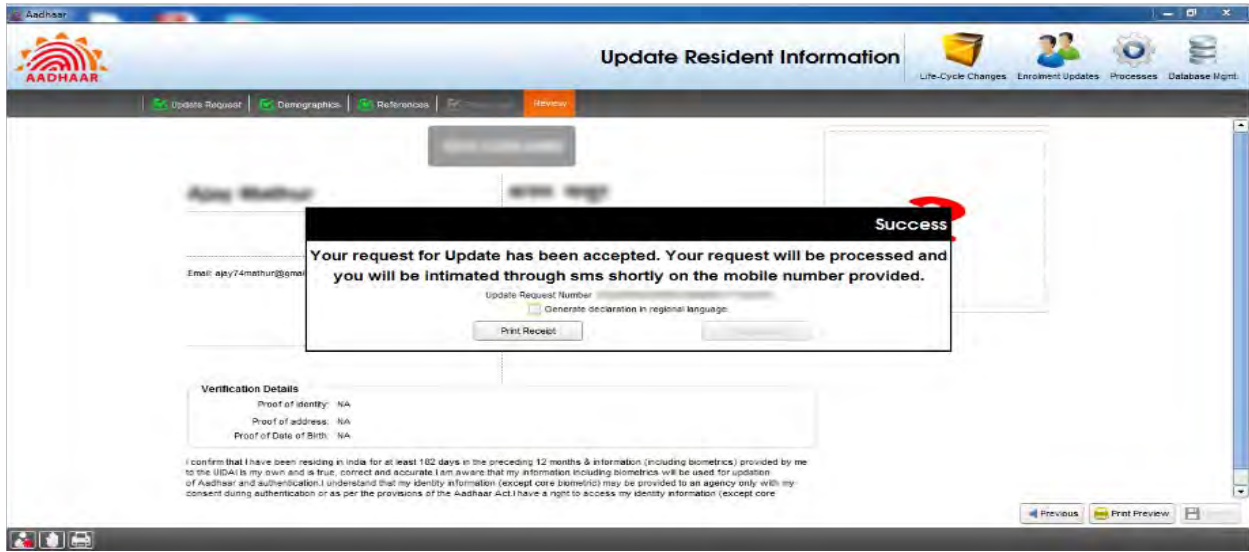 Aadhaar
AADHAAR
Update Resident Information
Life-Cycle Changes
Enrolment Updates
Processes
Database Mgmt.
Update Request
Demographics
References
Review
Success
Your request for Update has been accepted. Your request will be processed and
you will be intimated through sms shortly on the mobile number provided.
Email: ajay74mathur@gmai
Update Request Number
Generate declaration in regional language.
Print Receipt
Verification Details
Proof of identity: NA
Proof of address: NA
Proof of Date of Birth: NA
I confirm that I have been residing in India for at least 182 days in the preceding 12 months & information (including biometrics) provided by me
to the UIDAI is my own and is true, correct and accurate.I am aware that my information including biometrics will be used for updation
of Aadhaar and authentication.I understand that my identity information (except core biometric) may be provided to an agency only with my
consent during authentication or as per the provisions of the Aadhaar Act.I have a right to access my identity information (except core
Previous
Print Preview